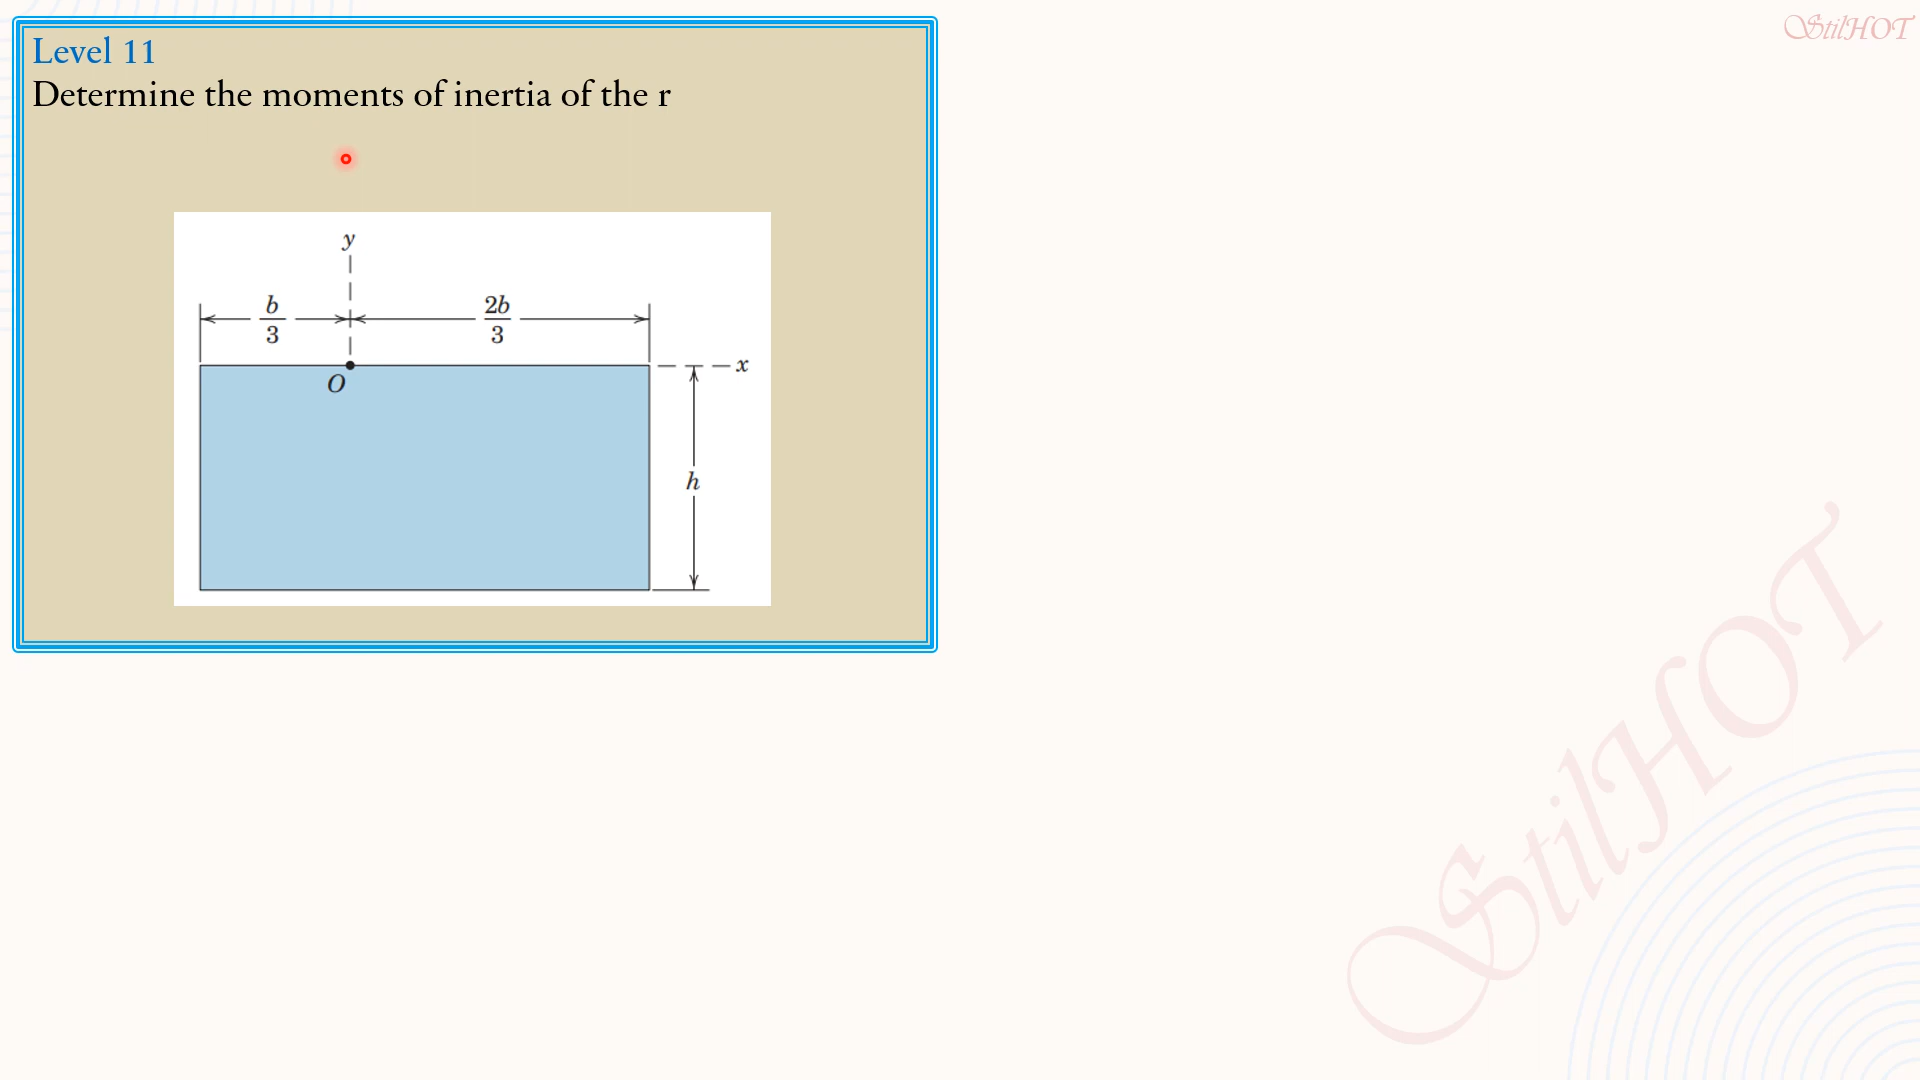 Level 11
Determine the moments of inertia of the r
StilHOT
y
b
3
2b
3
x
O
h
StilHOT